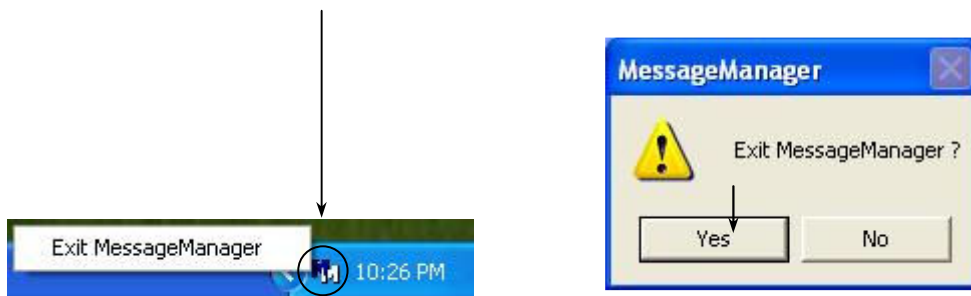 Exit MessageManager
10:26 PM
MessageManager
Exit MessageManager ?
Yes
No